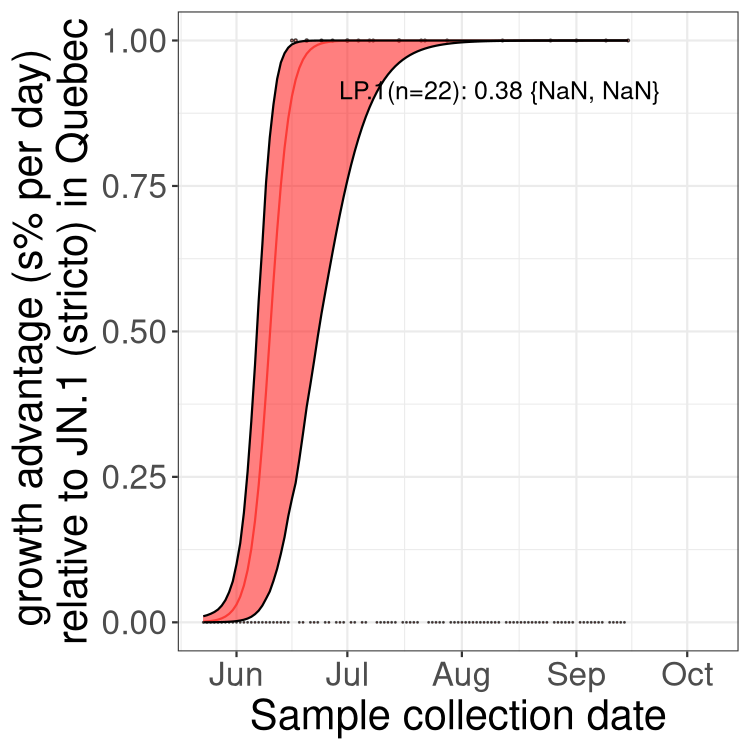 growth advantage (s% per day)
relative to JN.1 (stricto) in Quebec
1.00
0.75
0.50
0.25
0.00
LP.1(n=22): 0.38 {NaN, NaN}
Jun Jul Aug Sep Oct
Sample collection date